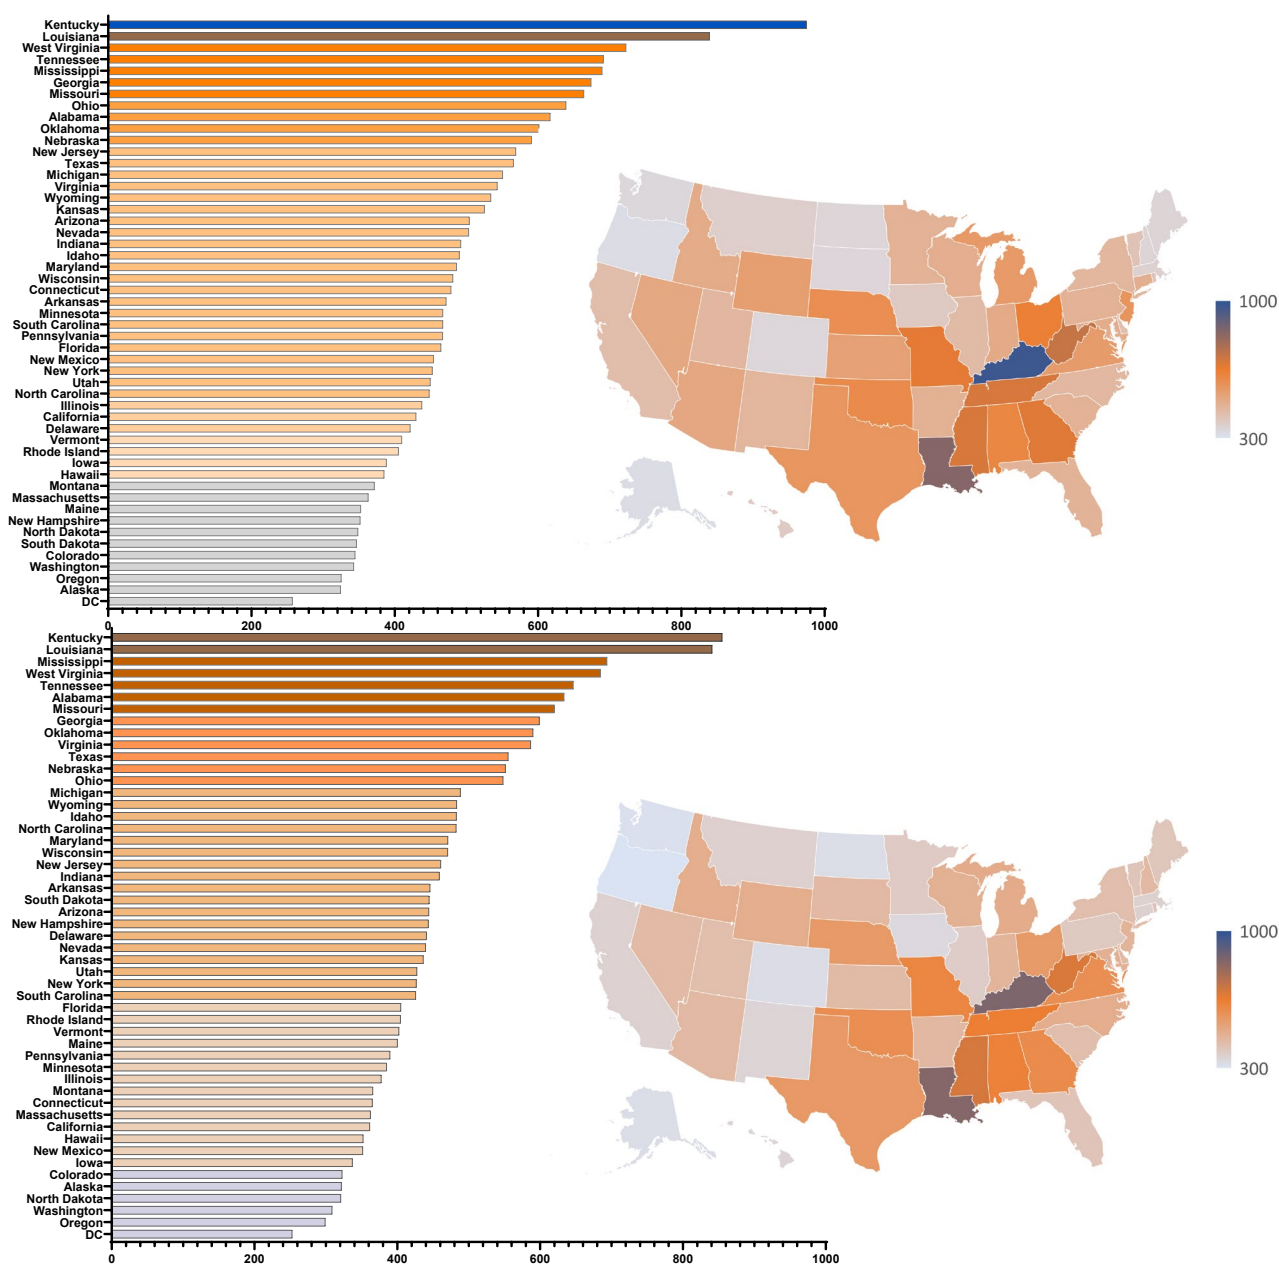 Kentucky
Louisiana
West Virginia
Tennessee
Mississippi
Georgia
Missouri
Ohio
Alabama
Oklahoma
Nebraska
New Jersey
Texas
Michigan
Virginia
Wyoming
Kansas
Arizona
Nevada
Indiana
Idaho
Maryland
Wisconsin
Connecticut
Arkansas
Minnesota
South Carolina
Pennsylvania
Florida
New Mexico
New York
Utah
North Carolina
Illinois
California
Delaware
Vermont
Rhode Island
Iowa
Hawaii
Montana
Massachusetts
Maine
New Hampshire
North Dakota
South Dakota
Colorado
Washington
Oregon
Alaska
DC
0 200 400 600 800 1000
1000
300
Kentucky
Louisiana
Mississippi
West Virginia
Tennessee
Alabama
Missouri
Georgia
Oklahoma
Virginia
Texas
Nebraska
Ohio
Michigan
Wyoming
Idaho
North Carolina
Maryland
Wisconsin
New Jersey
Indiana
Arkansas
South Dakota
Arizona
New Hampshire
Delaware
Nevada
Kansas
Utah
New York
South Carolina
Florida
Rhode Island
Vermont
Maine
Pennsylvania
Minnesota
Illinois
Montana
Connecticut
Massachusetts
California
Hawaii
New Mexico
Iowa
Colorado
Alaska
North Dakota
Washington
Oregon
DC
0 200 400 600 800 1000
1000
300